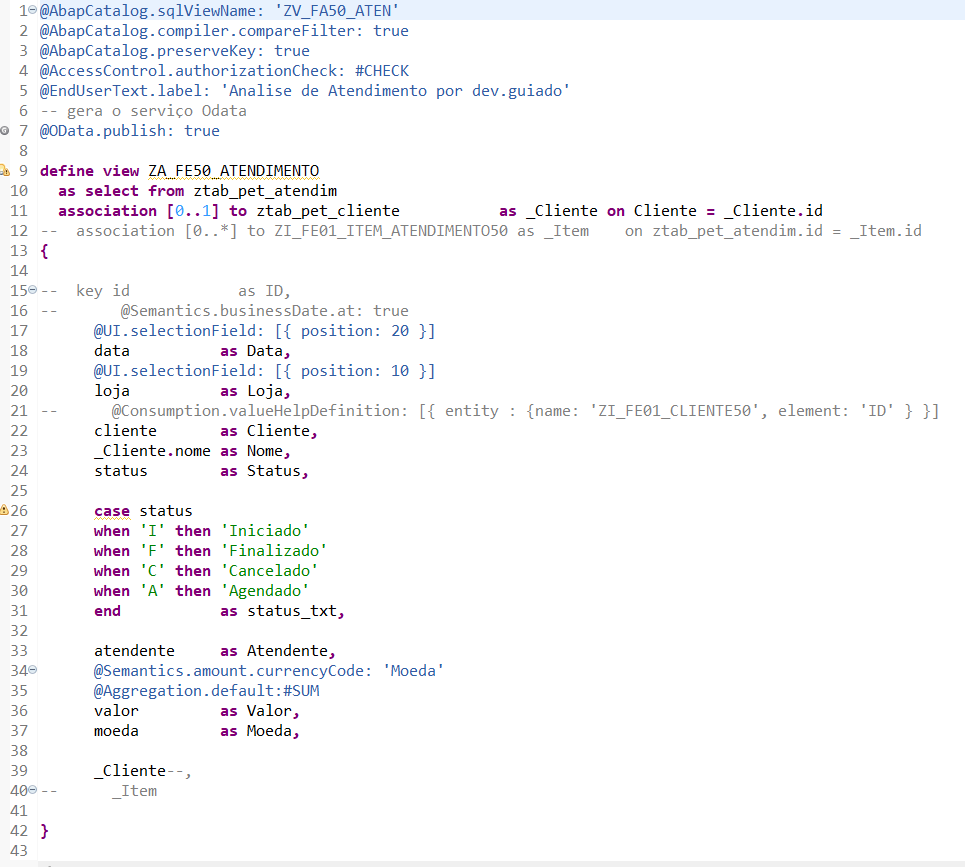 1 @AbapCatalog.sqlViewName: 'ZV_FA50_ATEN'
2 @AbapCatalog.compiler.compareFilter: true
3 @AbapCatalog.preserveKey: true
4 @AccessControl.authorizationCheck: #CHECK
5 @EndUserText.label: 'Analise de Atendimento por dev.guiado'
6 -- gera o serviço Odata
7 @OData.publish: true
8
9 define view ZA_FE50_ATENDIMENTO
10   as select from ztab_pet_atendim
11   association [0..1] to ztab_pet_cliente           as _Cliente on Cliente = _Cliente.id
12 --  association [0..*] to ZI_FE01_ITEM_ATENDIMENTO50 as _Item    on ztab_pet_atendim.id = _Item.id
13 {
14
15 --  key id            as ID,
16 --       @Semantics.businessDate.at: true
17       @UI.selectionField: [{ position: 20 }]
18       data          as Data,
19       @UI.selectionField: [{ position: 10 }]
20       loja          as Loja,
21 --      @Consumption.valueHelpDefinition: [{ entity : {name: 'ZI_FE01_CLIENTE50', element: 'ID' } }]
22       cliente       as Cliente,
23       _Cliente.nome as Nome,
24       status        as Status,
25
26       case status
27       when 'I' then 'Iniciado'
28       when 'F' then 'Finalizado'
29       when 'C' then 'Cancelado'
30       when 'A' then 'Agendado'
31       end           as status_txt,
32
33       atendente     as Atendente,
34       @Semantics.amount.currencyCode: 'Moeda'
35       @Aggregation.default:#SUM
36       valor         as Valor,
37       moeda         as Moeda,
38
39       _Cliente--,
40 --      _Item
41
42 }
43